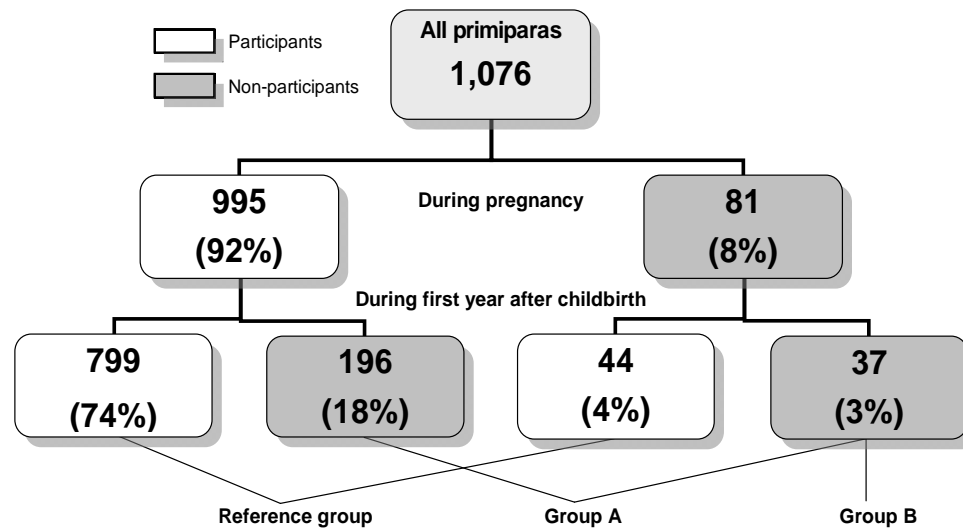 All primiparas
1,076
Participants
Non-participants
During pregnancy
995
(92%)
81
(8%)
During first year after childbirth
799
(74%)
196
(18%)
44
(4%)
37
(3%)
Reference group
Group A
Group B